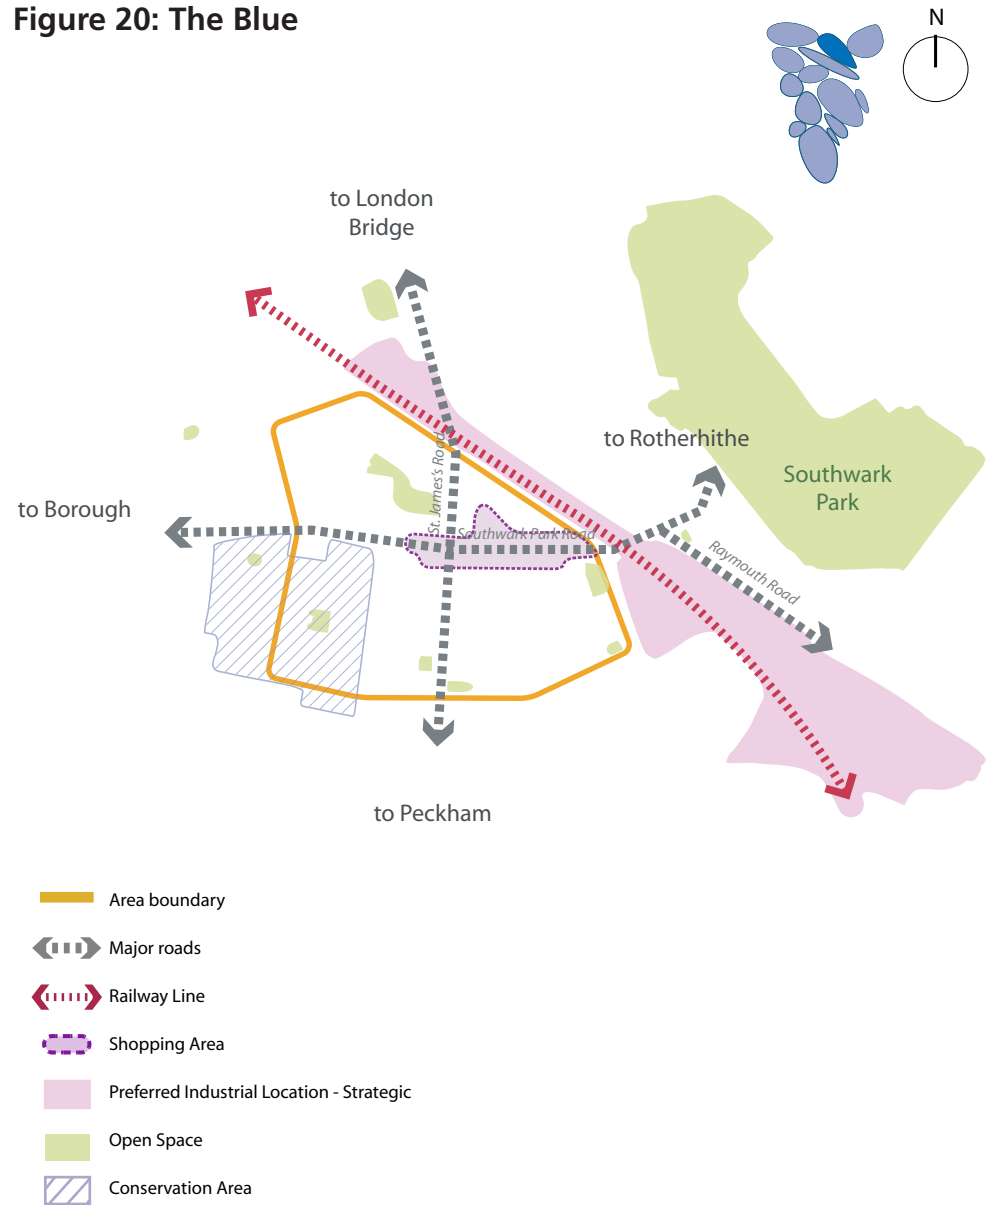 Figure 20: The Blue
N
to London
Bridge
to Rotherhithe
Southwark
Park
St. James's Road
to Borough
Southwark Park Road
Raymouth Road
to Peckham
Area boundary
Major roads
Railway Line
Shopping Area
Preferred Industrial Location - Strategic
Open Space
Conservation Area